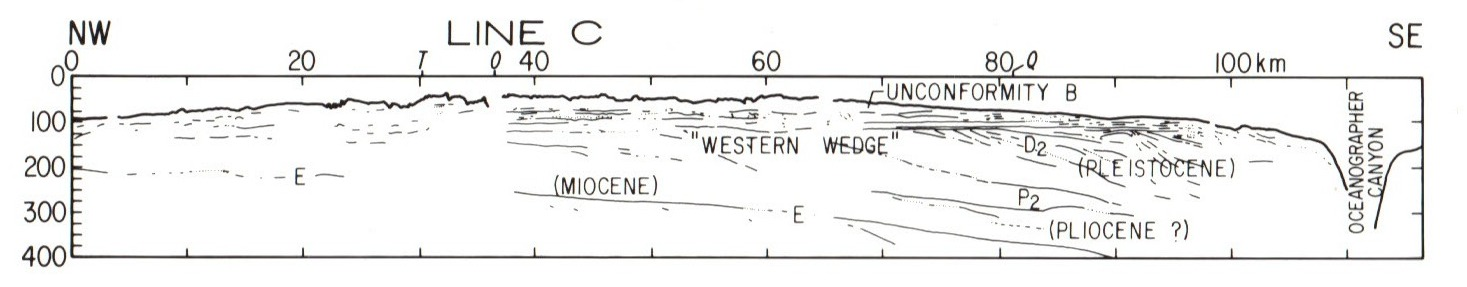 NW LINE C SE
0 20 T Q 40 60 80 Q 100 km
0
UNCONFORMITY B
100
"WESTERN WEDGE" D2
200 (PLEISTOCENE)
E (MIOCENE)
P2
300 E
(PLIOCENE ?)
400
OCEANOGRAPHER
CANYON